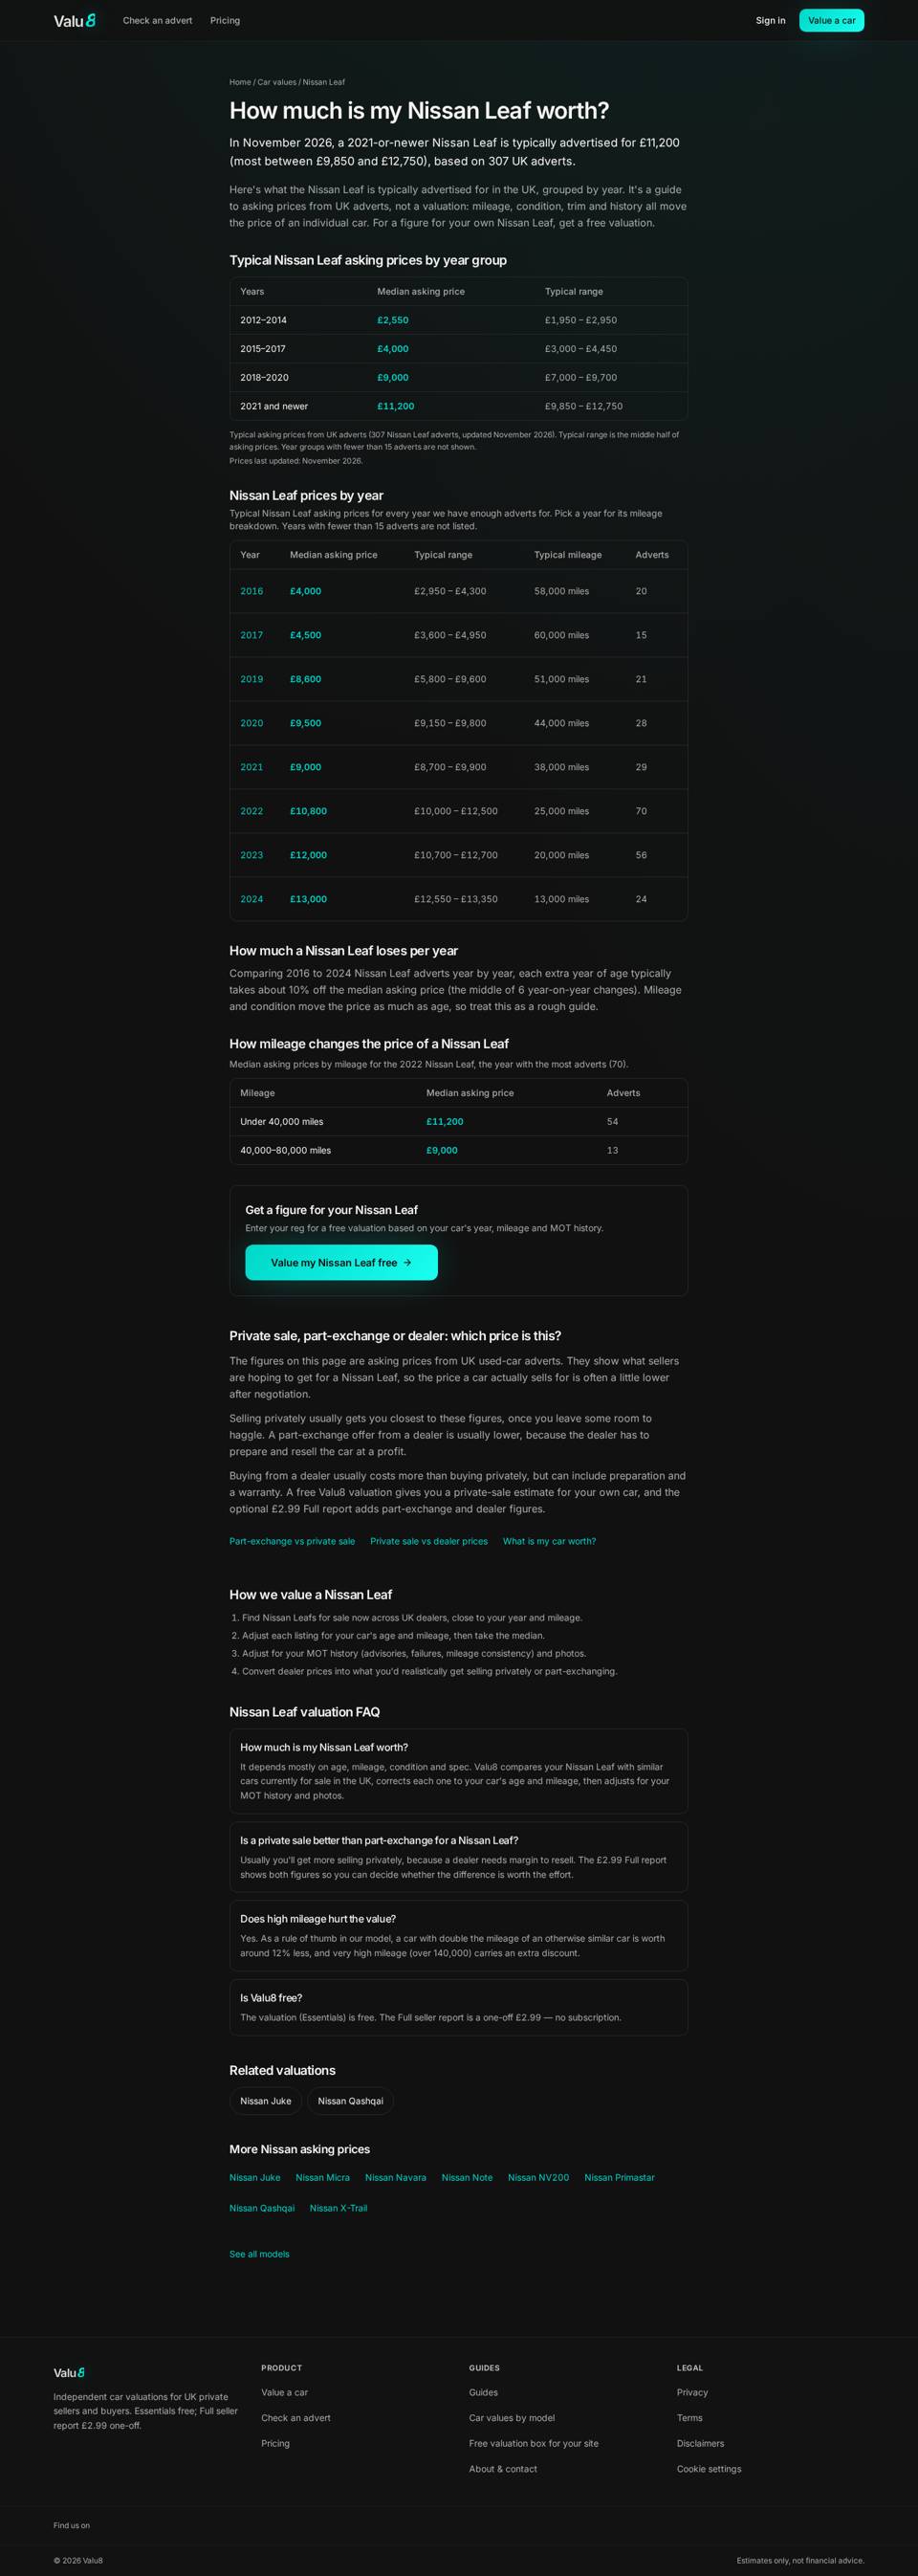 Valu8 Check an advert Pricing Sign in Value a car
Home / Car values / Nissan Leaf
How much is my Nissan Leaf worth?
In November 2026, a 2021-or-newer Nissan Leaf is typically advertised for £11,200
(most between £9,850 and £12,750), based on 307 UK adverts.
Here's what the Nissan Leaf is typically advertised for in the UK, grouped by year. It's a guide
to asking prices from UK adverts, not a valuation: mileage, condition, trim and history all move
the price of an individual car. For a figure for your own Nissan Leaf, get a free valuation.
Typical Nissan Leaf asking prices by year group
Years Median asking price Typical range
2012–2014 £2,550 £1,950 – £2,950
2015–2017 £4,000 £3,000 – £4,450
2018–2020 £9,000 £7,000 – £9,700
2021 and newer £11,200 £9,850 – £12,750
Typical asking prices from UK adverts (307 Nissan Leaf adverts, updated November 2026). Typical range is the middle half of
asking prices. Year groups with fewer than 15 adverts are not shown.
Prices last updated: November 2026.
Nissan Leaf prices by year
Typical Nissan Leaf asking prices for every year we have enough adverts for. Pick a year for its mileage
breakdown. Years with fewer than 15 adverts are not listed.
Year Median asking price Typical range Typical mileage Adverts
2016 £4,000 £2,950 – £4,300 58,000 miles 20
2017 £4,500 £3,600 – £4,950 60,000 miles 15
2019 £8,600 £5,800 – £9,600 51,000 miles 21
2020 £9,500 £9,150 – £9,800 44,000 miles 28
2021 £9,000 £8,700 – £9,900 38,000 miles 29
2022 £10,800 £10,000 – £12,500 25,000 miles 70
2023 £12,000 £10,700 – £12,700 20,000 miles 56
2024 £13,000 £12,550 – £13,350 13,000 miles 24
How much a Nissan Leaf loses per year
Comparing 2016 to 2024 Nissan Leaf adverts year by year, each extra year of age typically
takes about 10% off the median asking price (the middle of 6 year-on-year changes). Mileage
and condition move the price as much as age, so treat this as a rough guide.
How mileage changes the price of a Nissan Leaf
Median asking prices by mileage for the 2022 Nissan Leaf, the year with the most adverts (70).
Mileage Median asking price Adverts
Under 40,000 miles £11,200 54
40,000–80,000 miles £9,000 13
Get a figure for your Nissan Leaf
Enter your reg for a free valuation based on your car's year, mileage and MOT history.
Value my Nissan Leaf free →
Private sale, part-exchange or dealer: which price is this?
The figures on this page are asking prices from UK used-car adverts. They show what sellers
are hoping to get for a Nissan Leaf, so the price a car actually sells for is often a little lower
after negotiation.
Selling privately usually gets you closest to these figures, once you leave some room to
haggle. A part-exchange offer from a dealer is usually lower, because the dealer has to
prepare and resell the car at a profit.
Buying from a dealer usually costs more than buying privately, but can include preparation and
a warranty. A free Valu8 valuation gives you a private-sale estimate for your own car, and the
optional £2.99 Full report adds part-exchange and dealer figures.
Part-exchange vs private sale Private sale vs dealer prices What is my car worth?
How we value a Nissan Leaf
1. Find Nissan Leafs for sale now across UK dealers, close to your year and mileage.
2. Adjust each listing for your car's age and mileage, then take the median.
3. Adjust for your MOT history (advisories, failures, mileage consistency) and photos.
4. Convert dealer prices into what you'd realistically get selling privately or part-exchanging.
Nissan Leaf valuation FAQ
How much is my Nissan Leaf worth?
It depends mostly on age, mileage, condition and spec. Valu8 compares your Nissan Leaf with similar
cars currently for sale in the UK, corrects each one to your car's age and mileage, then adjusts for your
MOT history and photos.
Is a private sale better than part-exchange for a Nissan Leaf?
Usually you'll get more selling privately, because a dealer needs margin to resell. The £2.99 Full report
shows both figures so you can decide whether the difference is worth the effort.
Does high mileage hurt the value?
Yes. As a rule of thumb in our model, a car with double the mileage of an otherwise similar car is worth
around 12% less, and very high mileage (over 140,000) carries an extra discount.
Is Valu8 free?
The valuation (Essentials) is free. The Full seller report is a one-off £2.99 — no subscription.
Related valuations
Nissan Juke Nissan Qashqai
More Nissan asking prices
Nissan Juke Nissan Micra Nissan Navara Nissan Note Nissan NV200 Nissan Primastar
Nissan Qashqai Nissan X-Trail
See all models
Valu8
Independent car valuations for UK private
sellers and buyers. Essentials free; Full seller
report £2.99 one-off.
PRODUCT
Value a car
Check an advert
Pricing
GUIDES
Guides
Car values by model
Free valuation box for your site
About & contact
LEGAL
Privacy
Terms
Disclaimers
Cookie settings
Find us on
© 2026 Valu8 Estimates only, not financial advice.